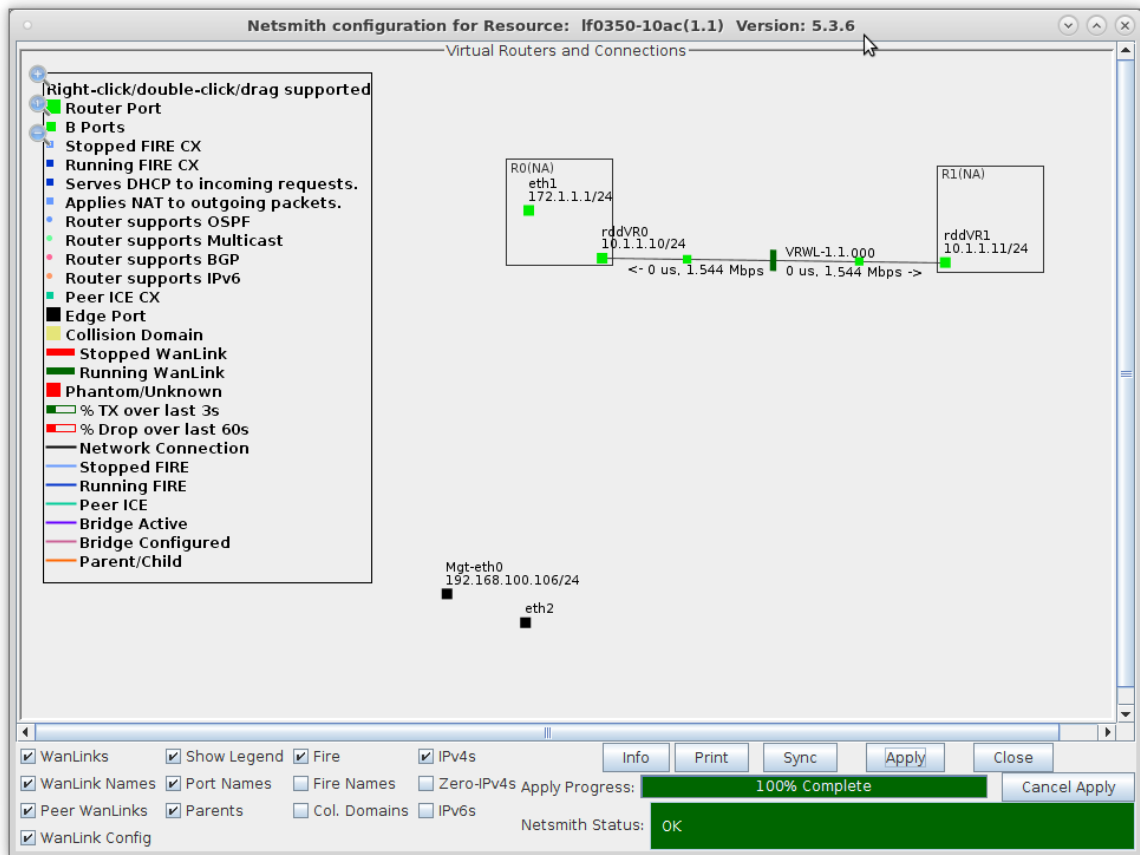 Netsmith configuration for Resource:  lf0350-10ac(1.1)  Version: 5.3.6
Virtual Routers and Connections
Right-click/double-click/drag supported
Router Port
B Ports
Stopped FIRE CX
Running FIRE CX
Serves DHCP to incoming requests.
Applies NAT to outgoing packets.
Router supports OSPF
Router supports Multicast
Router supports BGP
Router supports IPv6
Peer ICE CX
Edge Port
Collision Domain
Stopped WanLink
Running WanLink
Phantom/Unknown
% TX over last 3s
% Drop over last 60s
Network Connection
Stopped FIRE
Running FIRE
Peer ICE
Bridge Active
Bridge Configured
Parent/Child
R0(NA)
eth1
172.1.1.1/24
rddVR0
10.1.1.10/24
<- 0 us, 1.544 Mbps
VRWL-1.1.000
0 us, 1.544 Mbps ->
R1(NA)
rddVR1
10.1.1.11/24
Mgt-eth0
192.168.100.106/24
eth2
WanLinks Show Legend Fire IPv4s Info Print Sync Apply Close
WanLink Names Port Names Fire Names Zero-IPv4s Apply Progress: 100% Complete Cancel Apply
Peer WanLinks Parents Col. Domains IPv6s
Netsmith Status: OK
WanLink Config